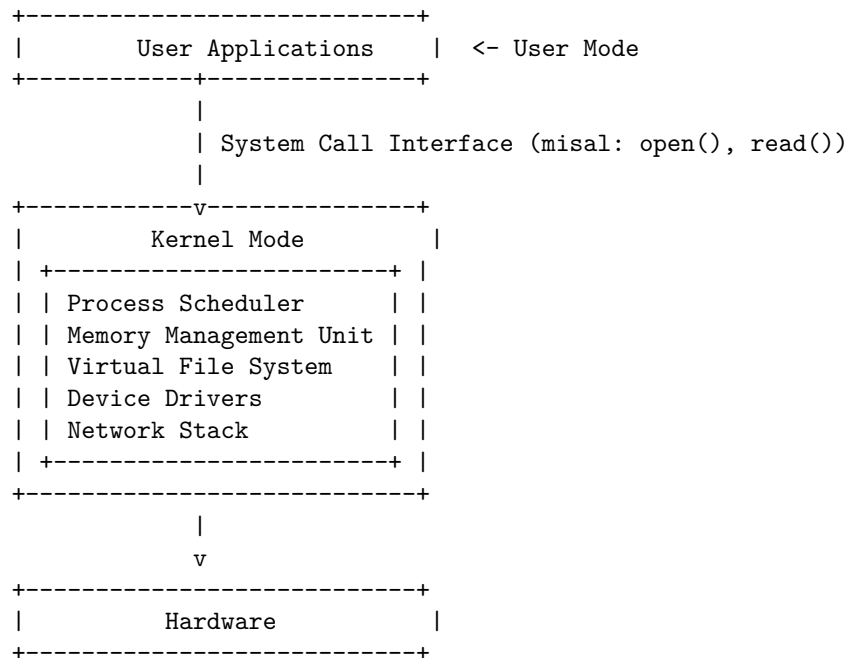 User Applications <- User Mode
System Call Interface (misal: open(), read())
v
Kernel Mode
Process Scheduler
Memory Management Unit
Virtual File System
Device Drivers
Network Stack
v
Hardware